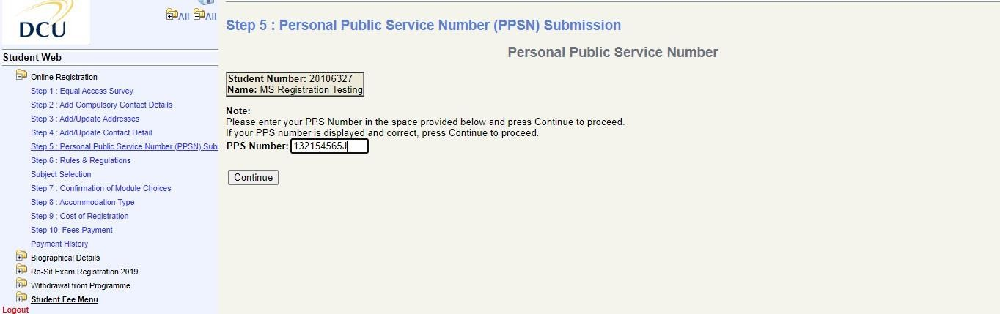 All All
DCU
Student Web
Online Registration
Step 1 : Equal Access Survey
Step 2 : Add Compulsory Contact Details
Step 3 : Add/Update Addresses
Step 4 : Add/Update Contact Detail
Step 5 : Personal Public Service Number (PPSN) Sub
Step 6 : Rules & Regulations
Subject Selection
Step 7 : Confirmation of Module Choices
Step 8 : Accommodation Type
Step 9 : Cost of Registration
Step 10: Fees Payment
Payment History
Biographical Details
Re-Sit Exam Registration 2019
Withdrawal from Programme
Student Fee Menu
Logout
Step 5 : Personal Public Service Number (PPSN) Submission
Personal Public Service Number
Student Number: 20106327
Name: MS Registration Testing
Note:
Please enter your PPS Number in the space provided below and press Continue to proceed.
If your PPS number is displayed and correct, press Continue to proceed.
PPS Number: 132154565J
Continue